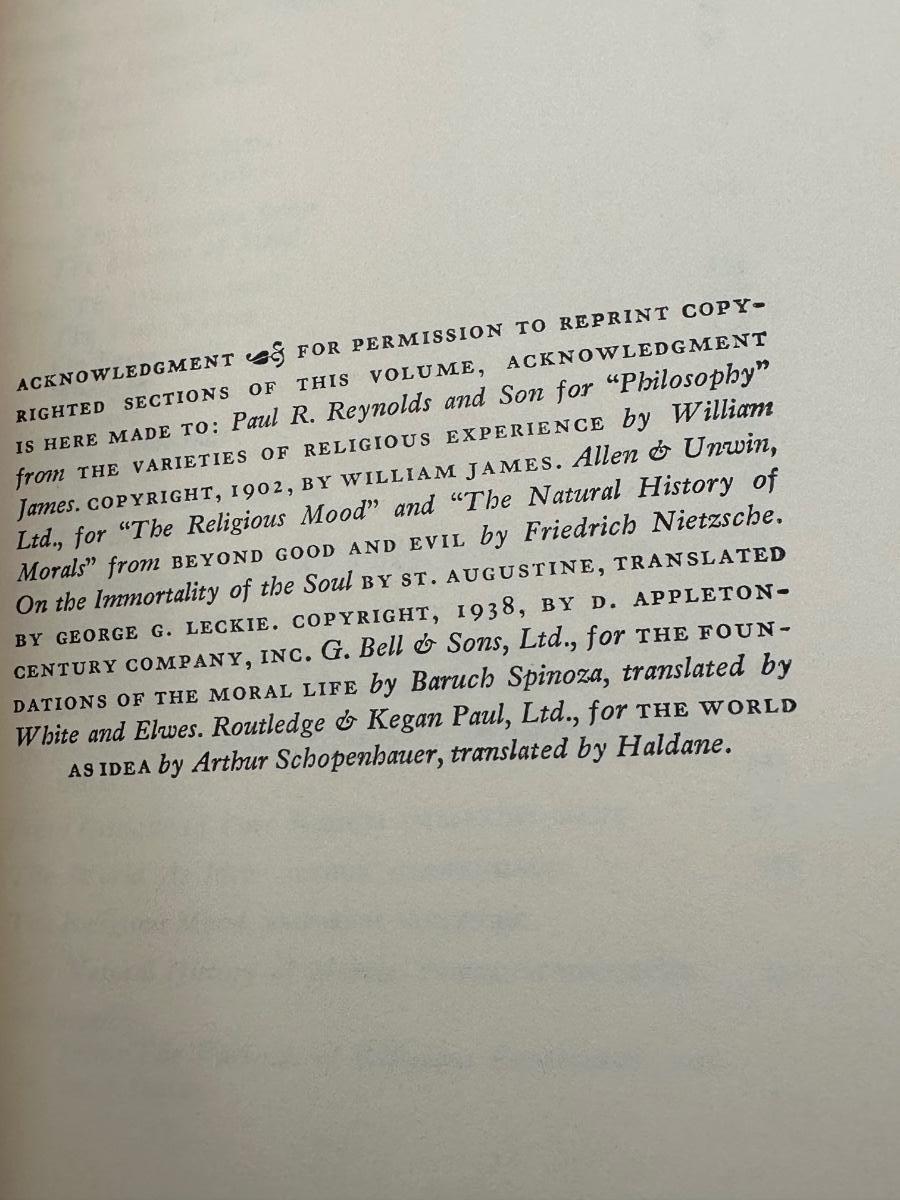 ACKNOWLEDGMENT ☙ FOR PERMISSION TO REPRINT COPY-
RIGHTED SECTIONS OF THIS VOLUME, ACKNOWLEDGMENT
IS HERE MADE TO: Paul R. Reynolds and Son for “Philosophy”
from THE VARIETIES OF RELIGIOUS EXPERIENCE by William
James. COPYRIGHT, 1902, BY WILLIAM JAMES. Allen & Unwin,
Ltd., for “The Religious Mood” and “The Natural History of
Morals” from BEYOND GOOD AND EVIL by Friedrich Nietzsche.
On the Immortality of the Soul BY ST. AUGUSTINE, TRANSLATED
BY GEORGE G. LECKIE. COPYRIGHT, 1938, BY D. APPLETON-
CENTURY COMPANY, INC. G. Bell & Sons, Ltd., for THE FOUN-
DATIONS OF THE MORAL LIFE by Baruch Spinoza, translated by
White and Elwes. Routledge & Kegan Paul, Ltd., for THE WORLD
AS IDEA by Arthur Schopenhauer, translated by Haldane.